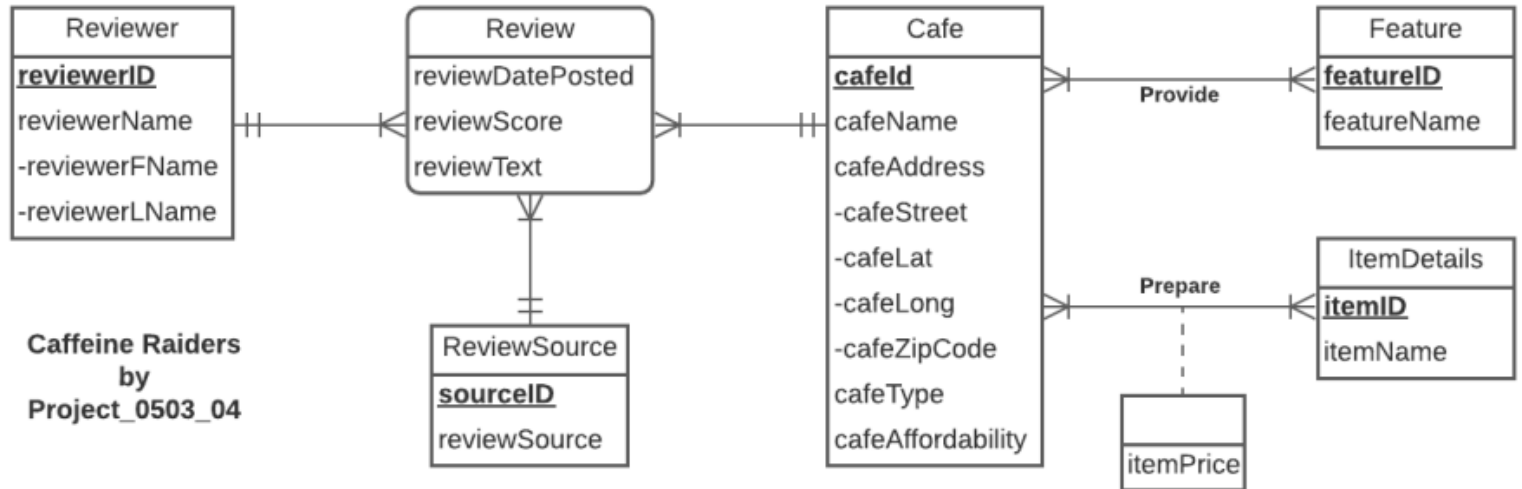 Reviewer
reviewerID
reviewerName
-reviewerFName
-reviewerLName
Review
reviewDatePosted
reviewScore
reviewText
Cafe
cafeId
cafeName
cafeAddress
-cafeStreet
-cafeLat
-cafeLong
-cafeZipCode
cafeType
cafeAffordability
Provide
Feature
featureID
featureName
Prepare
ItemDetails
itemID
itemName
itemPrice
ReviewSource
sourceID
reviewSource
Caffeine Raiders
by
Project_0503_04